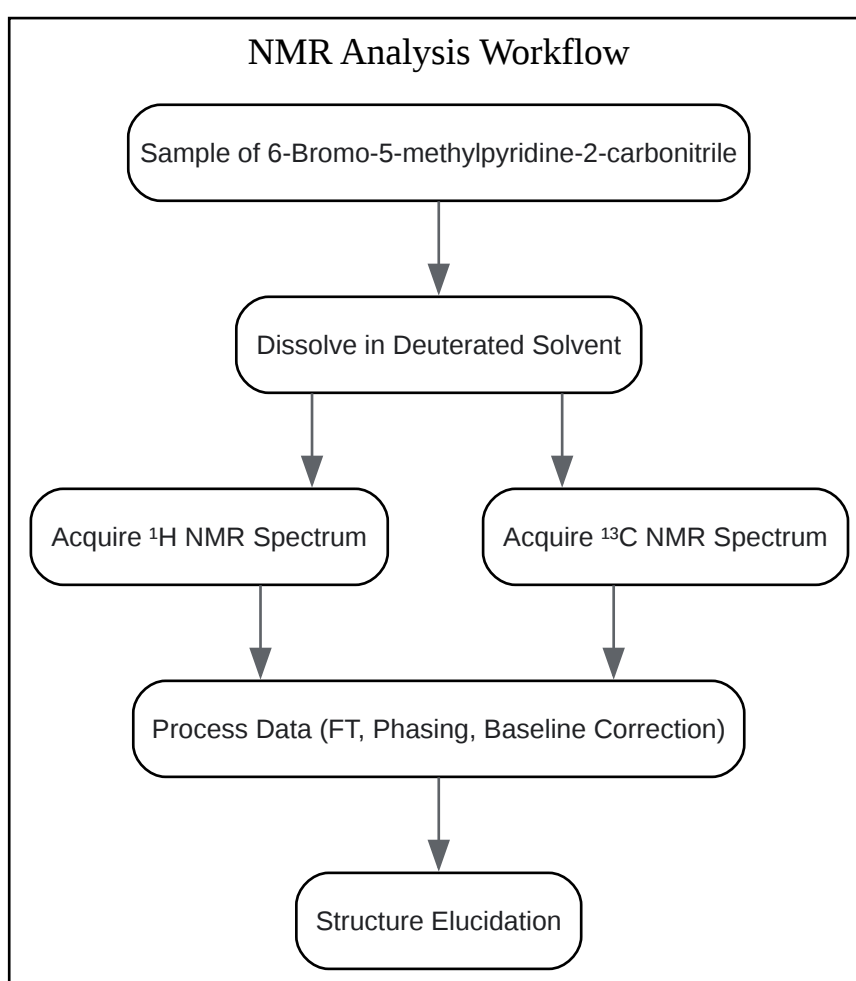 NMR Analysis Workflow
Sample of 6-Bromo-5-methylpyridine-2-carbonitrile
Dissolve in Deuterated Solvent
Acquire ¹H NMR Spectrum
Acquire ¹³C NMR Spectrum
Process Data (FT, Phasing, Baseline Correction)
Structure Elucidation